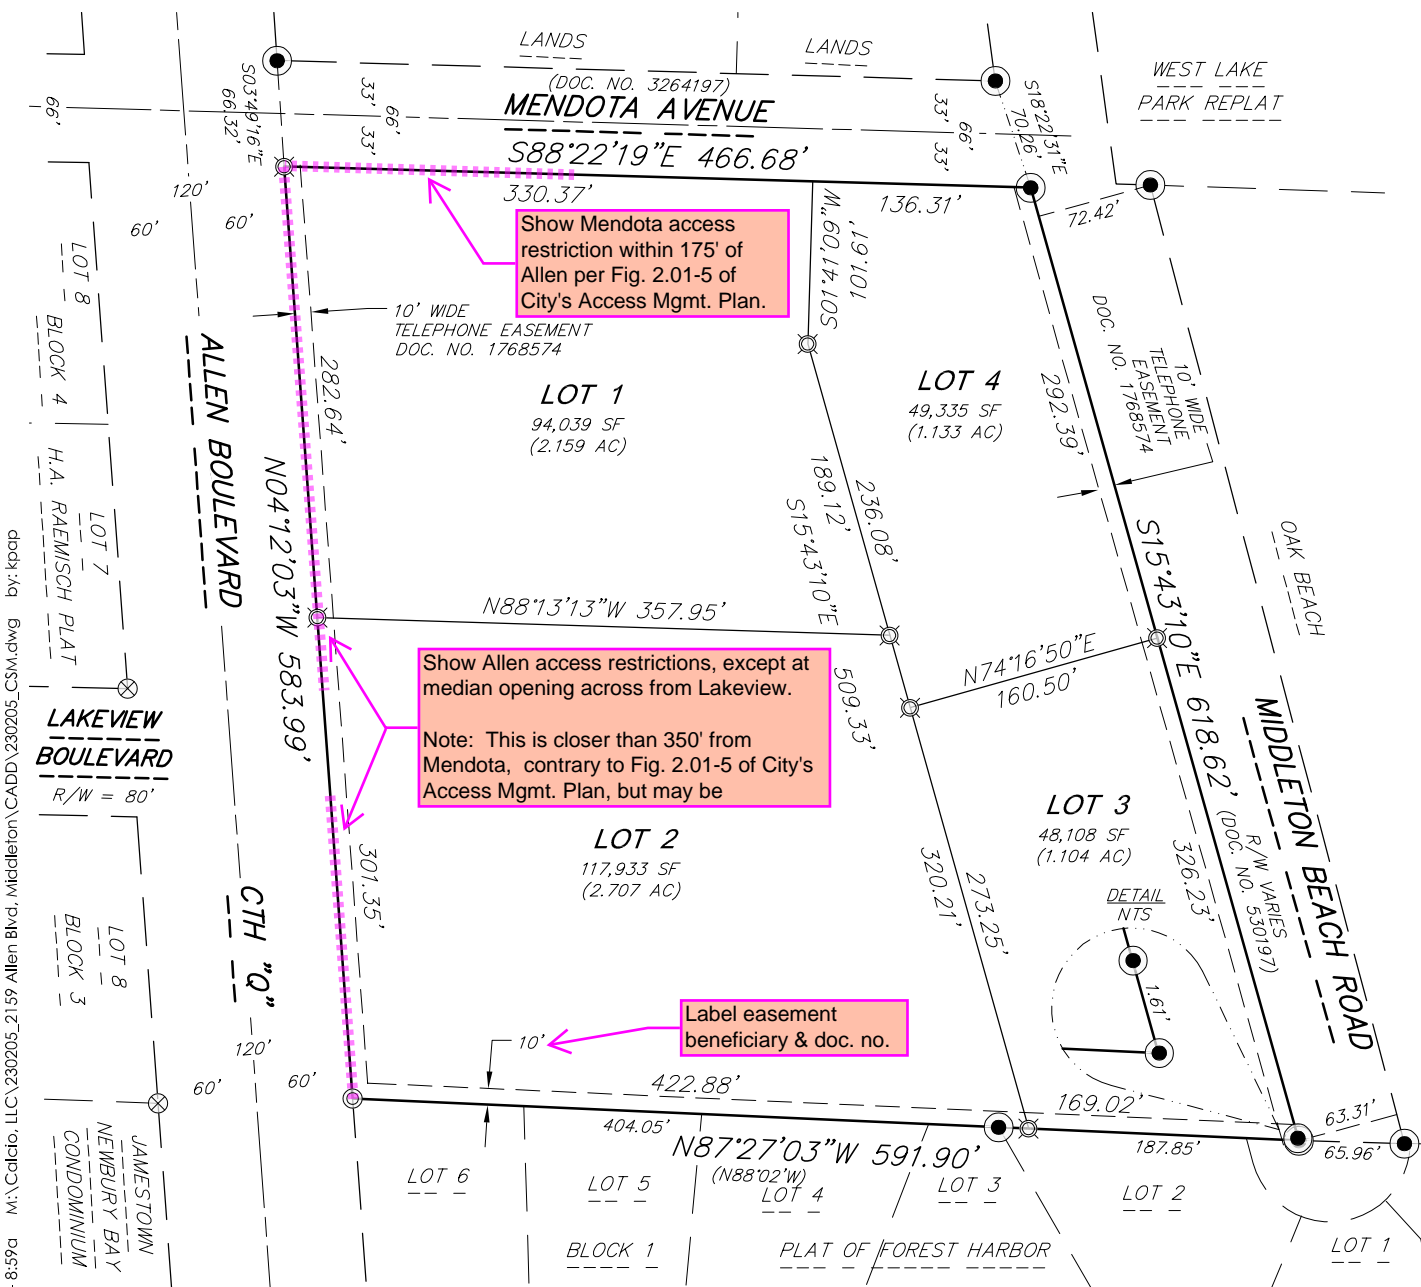 LANDS
LANDS
(DOC. NO. 3264197)
WEST LAKE
PARK REPLAT
MENDOTA AVENUE
S88°22'19"E 466.68'
S03°49'16"E
66.32'
66'
33'
33'
66'
33'
33'
66'
S18°22'31"E
70.26'
120'
60'
60'
330.37'
136.31'
72.42'
Show Mendota access
restriction within 175' of
Allen per Fig. 2.01-5 of
City's Access Mgmt. Plan.
S01°41'09"W
101.61'
10' WIDE
TELEPHONE EASEMENT
DOC. NO. 1768574
LOT 8
BLOCK 4
LOT 7
H.A. RAEMISCH PLAT
ALLEN BOULEVARD
282.64'
N04°12'03"W 583.99'
LOT 1
94,039 SF
(2.159 AC)
LOT 4
49,335 SF
(1.133 AC)
10' WIDE
TELEPHONE
EASEMENT
DOC. NO. 1768574
292.39'
236.08'
189.12'
S15°43'10"E
509.33'
S15°43'10"E 618.62'
OAK BEACH
N88°13'13"W 357.95'
N74°16'50"E
160.50'
Show Allen access restrictions, except at
median opening across from Lakeview.
Note: This is closer than 350' from
Mendota, contrary to Fig. 2.01-5 of City's
Access Mgmt. Plan, but may be
LAKEVIEW
BOULEVARD
R/W = 80'
MIDDLETON BEACH ROAD
R/W VARIES
(DOC. NO. 530197)
LOT 2
117,933 SF
(2.707 AC)
LOT 3
48,108 SF
(1.104 AC)
301.35'
320.21'
273.25'
326.23'
DETAIL
NTS
1.61'
LOT 8
BLOCK 3
CTH "Q"
120'
60'
60'
Label easement
beneficiary & doc. no.
10'
422.88'
169.02'
404.05'
N87°27'03"W 591.90'
(N88°02'W)
187.85'
63.31'
65.96'
JAMESTOWN
NEWBURY BAY
CONDOMINIUM
LOT 6
LOT 5
LOT 4
LOT 3
LOT 2
LOT 1
BLOCK 1
PLAT OF FOREST HARBOR
8:59a M:\Calcio, LLC\230205_2159 Allen Blvd, Middleton\CADD\230205_CSM.dwg by: kpap